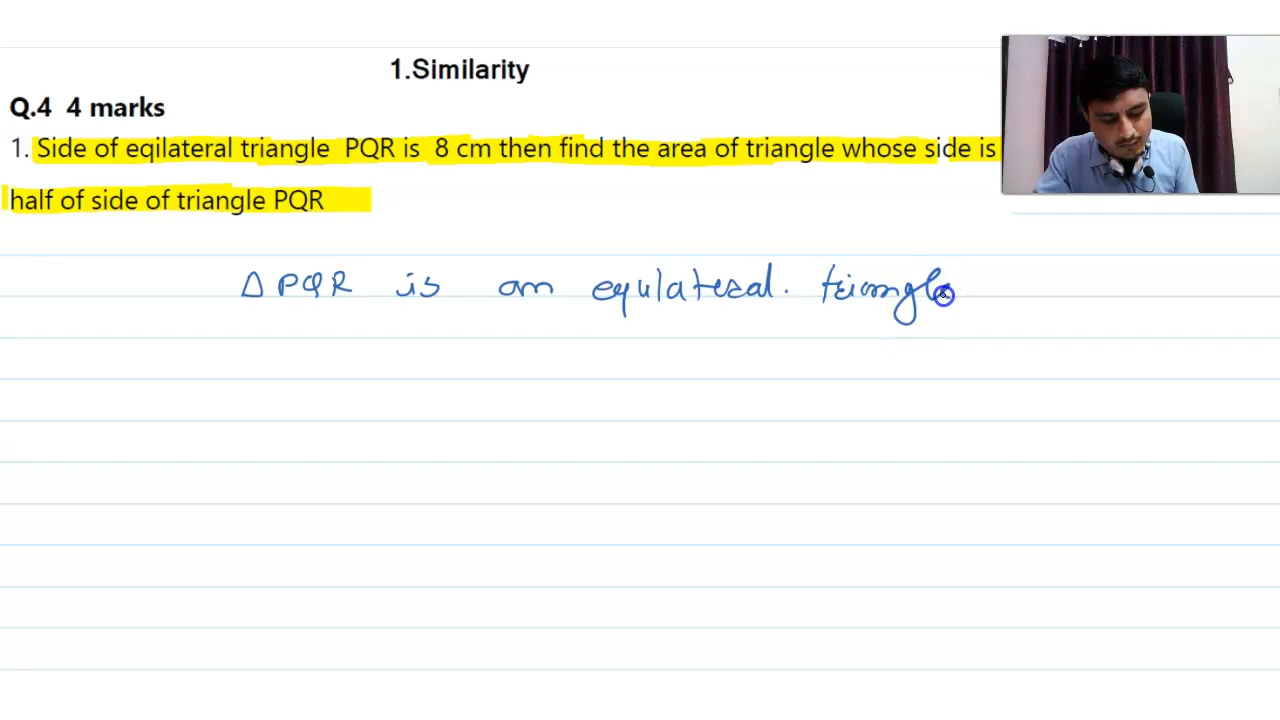 1.Similarity
Q.4 4 marks
1. Side of eqilateral triangle PQR is 8 cm then find the area of triangle whose side is
half of side of triangle PQR
Δ PQR is an equlateral. triangle